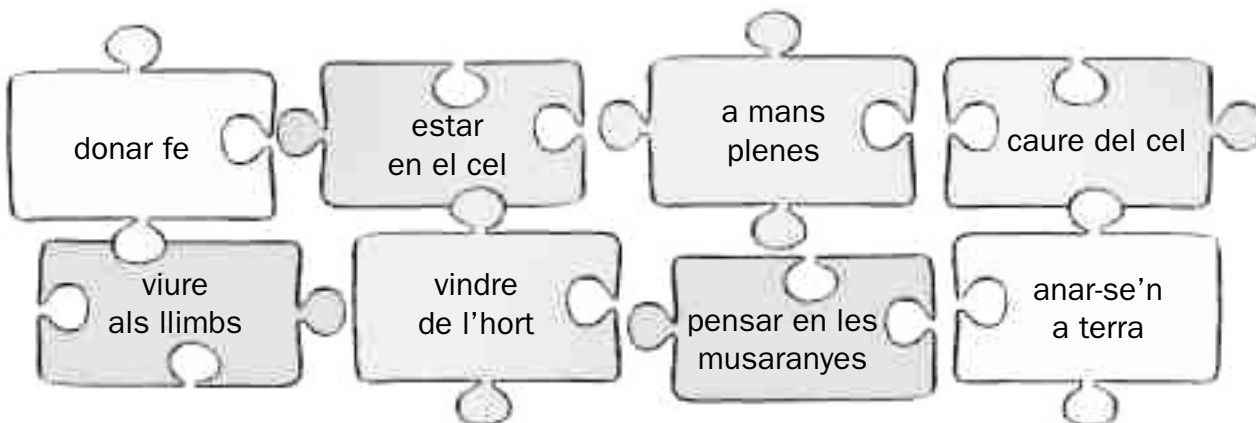 donar fe
estar
en el cel
a mans
plenes
caure del cel
viure
als llimbs
vindre
de l’hort
pensar en les
musaranyes
anar-se’n
a terra